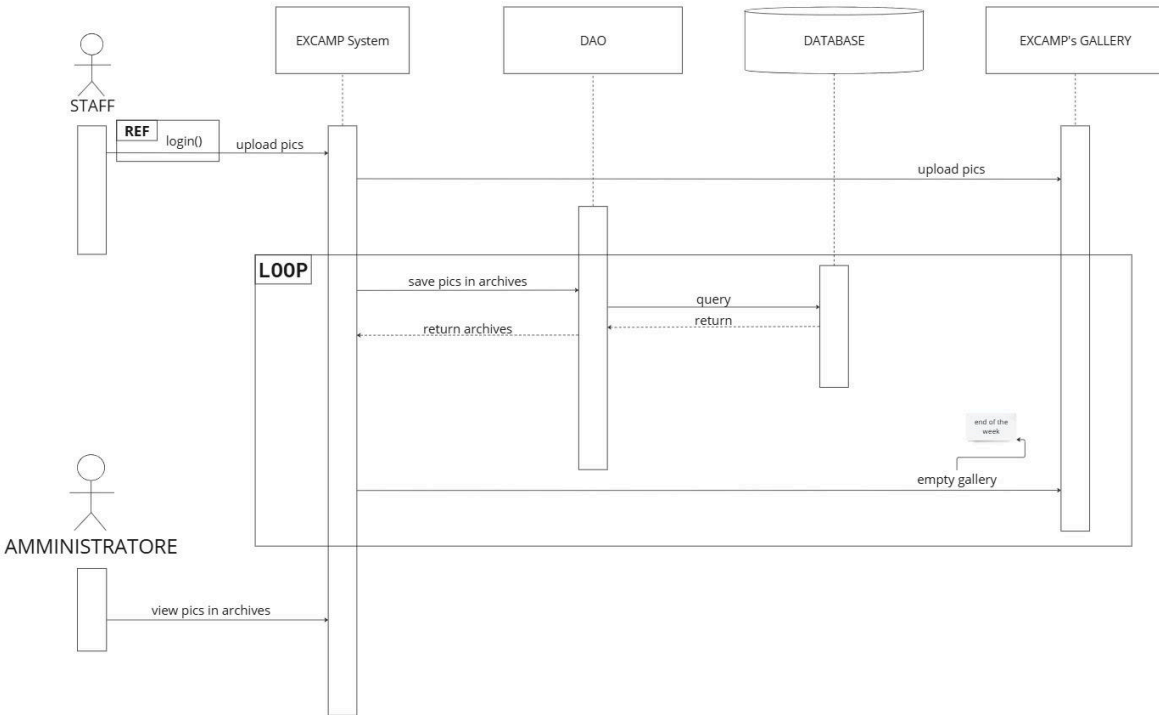 EXCAMP System
DAO
DATABASE
EXCAMP's GALLERY
STAFF
REF
login()
upload pics
upload pics
LOOP
save pics in archives
query
return
return archives
end of the
week
empty gallery
AMMINISTRATORE
view pics in archives